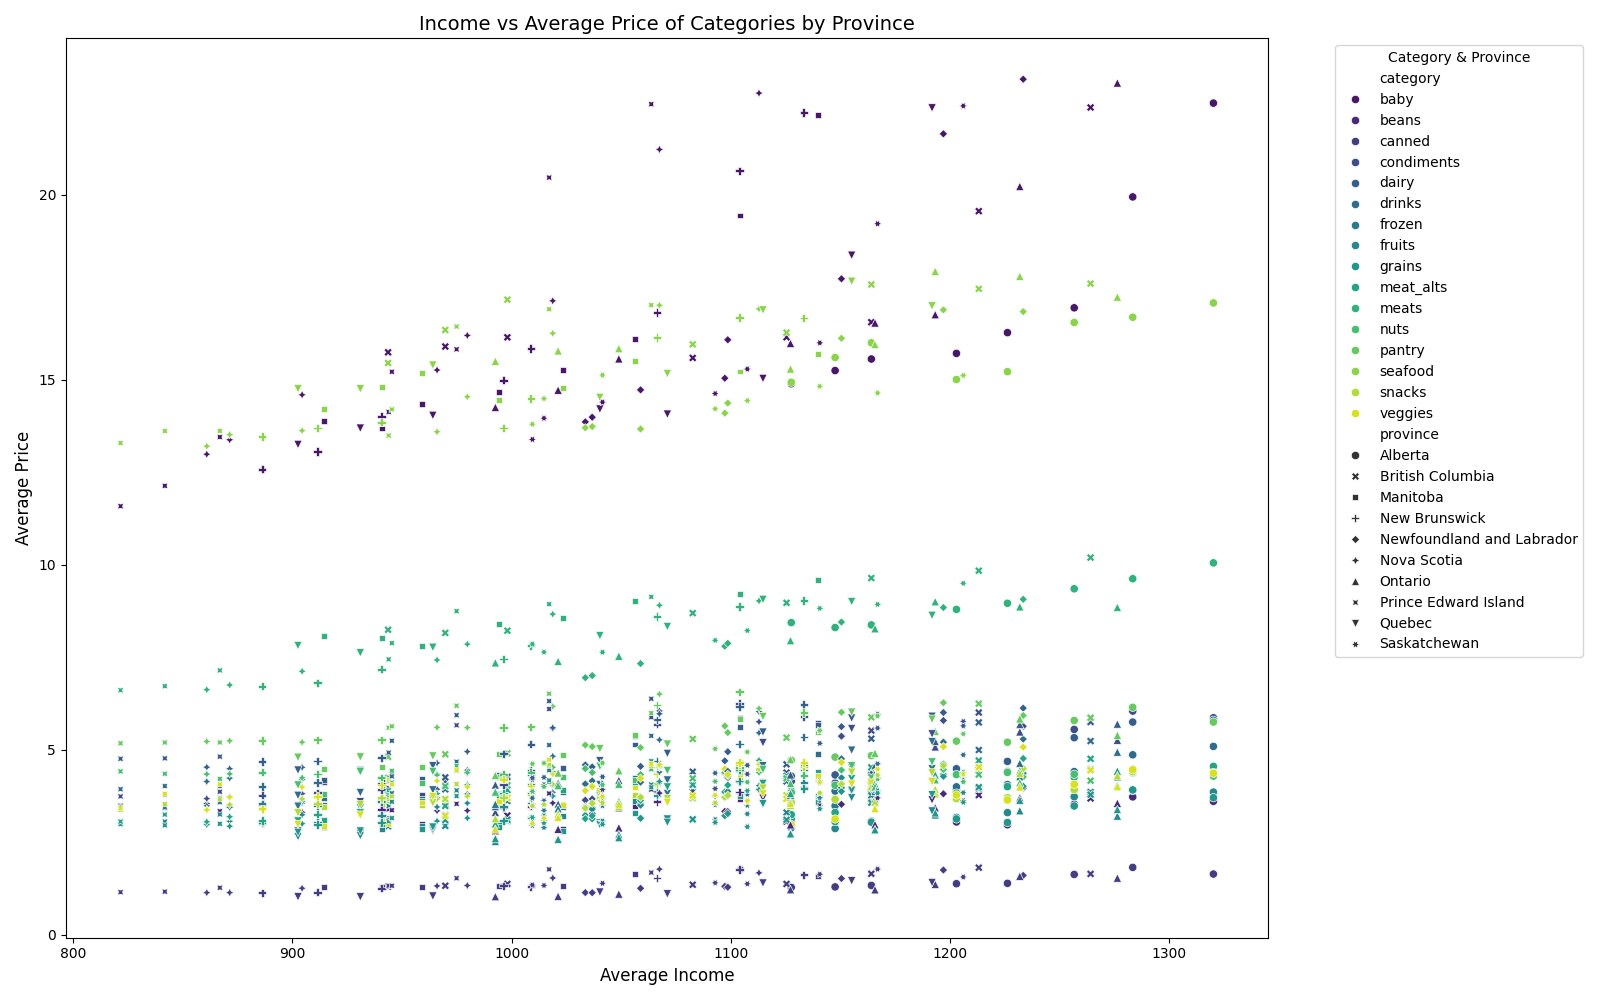 Income vs Average Price of Categories by Province
Category & Province
category
baby
beans
canned
condiments
dairy
drinks
frozen
fruits
grains
meat_alts
meats
nuts
pantry
seafood
snacks
veggies
province
Alberta
British Columbia
Manitoba
New Brunswick
Newfoundland and Labrador
Nova Scotia
Ontario
Prince Edward Island
Quebec
Saskatchewan
Average Price
20
15
10
5
0
800
900
1000
1100
1200
1300
Average Income